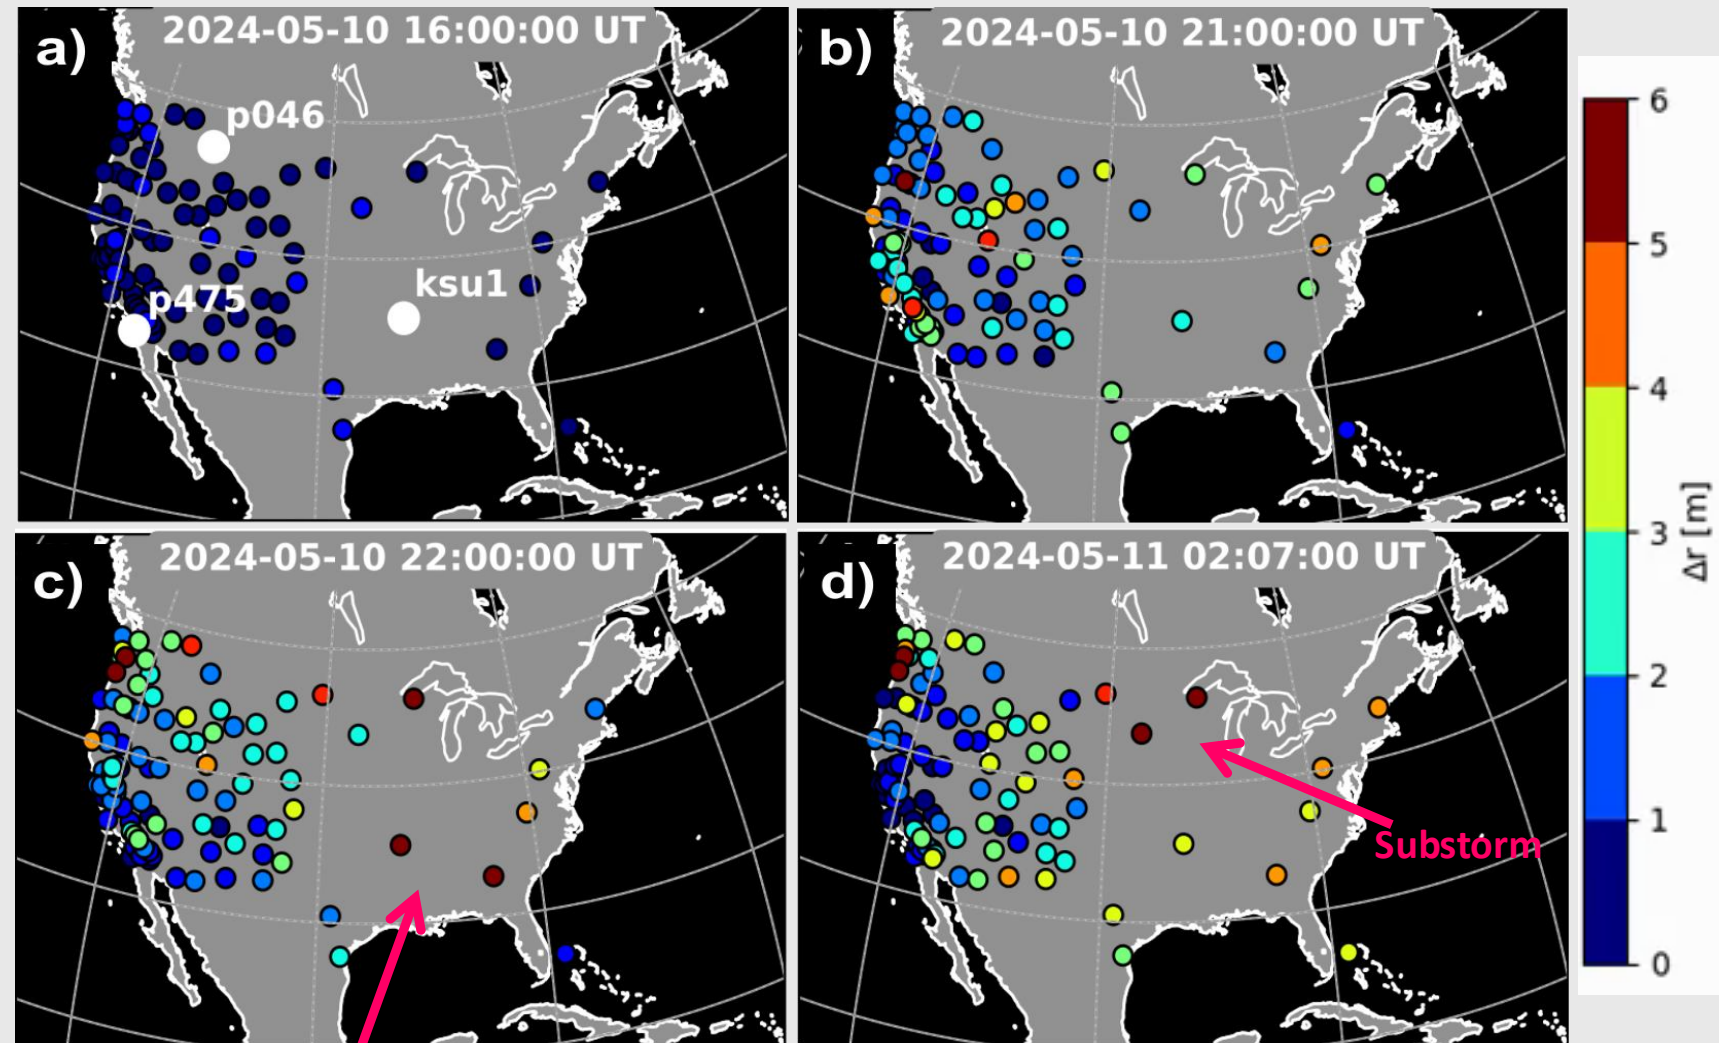 a)
2024-05-10 16:00:00 UT
p046
ksu1
p475
b)
2024-05-10 21:00:00 UT
c)
2024-05-10 22:00:00 UT
d)
2024-05-11 02:07:00 UT
Substorm
6
5
4
3
2
1
0
Δr [m]